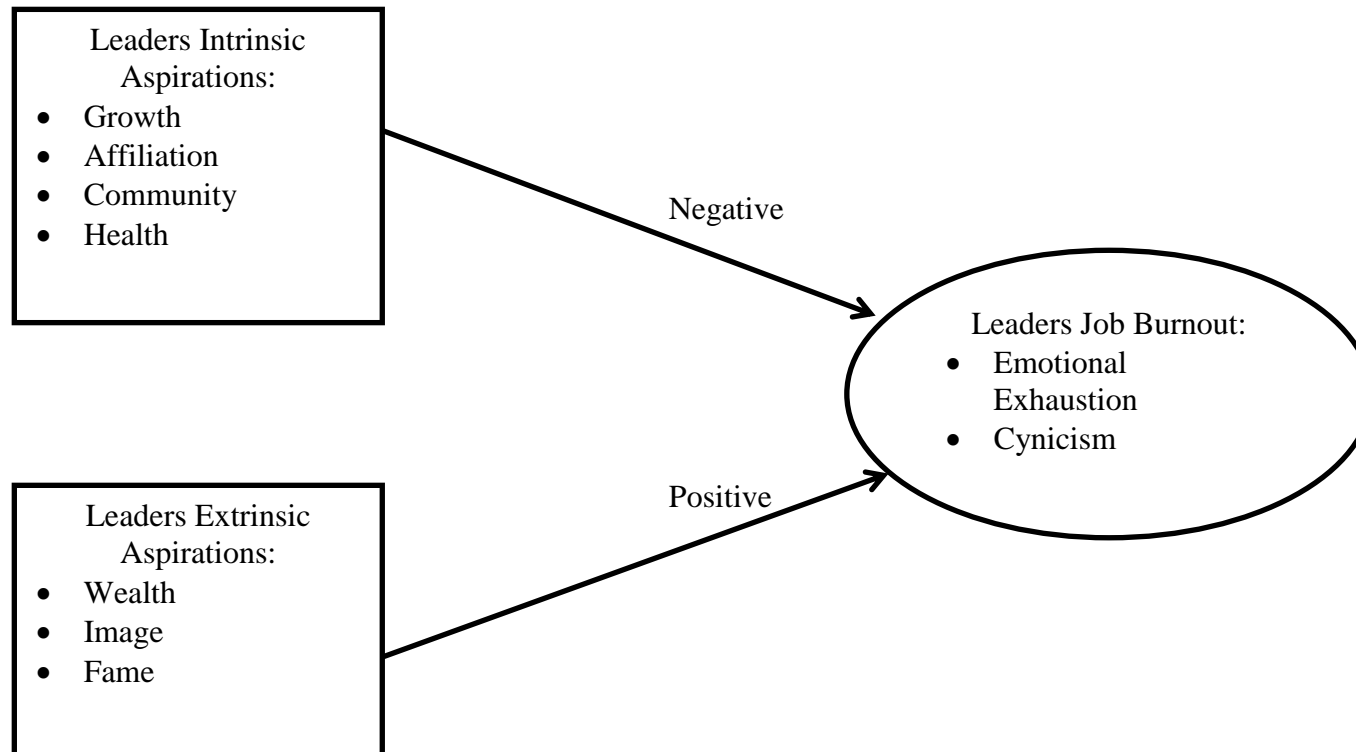 Leaders Intrinsic
Aspirations:
• Growth
• Affiliation
• Community
• Health
Negative
Leaders Job Burnout:
• Emotional
Exhaustion
• Cynicism
Positive
Leaders Extrinsic
Aspirations:
• Wealth
• Image
• Fame